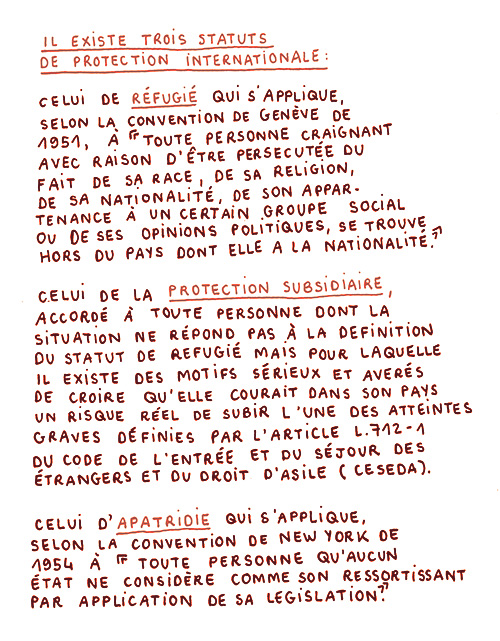 IL EXISTE TROIS STATUTS
DE PROTECTION INTERNATIONALE :
CELUI DE RÉFUGIÉ QUI S'APPLIQUE,
SELON LA CONVENTION DE GENÈVE DE
1951, À "TOUTE PERSONNE CRAIGNANT
AVEC RAISON D'ÊTRE PERSECUTÉE DU
FAIT DE SA RACE, DE SA RELIGION,
DE SA NATIONALITÉ, DE SON APPAR-
TENANCE À UN CERTAIN GROUPE SOCIAL
OU DE SES OPINIONS POLITIQUES, SE TROUVE
HORS DU PAYS DONT ELLE A LA NATIONALITÉ."
CELUI DE LA PROTECTION SUBSIDIAIRE,
ACCORDÉ À TOUTE PERSONNE DONT LA
SITUATION NE RÉPOND PAS À LA DEFINITION
DU STATUT DE REFUGIÉ MAIS POUR LAQUELLE
IL EXISTE DES MOTIFS SÉRIEUX ET AVERÉS
DE CROIRE QU'ELLE COURAIT DANS SON PAYS
UN RISQUE RÉEL DE SUBIR L'UNE DES ATTEINTES
GRAVES DÉFINIES PAR L'ARTICLE L.712-1
DU CODE DE L'ENTRÉE ET DU SÉJOUR DES
ÉTRANGERS ET DU DROIT D'ASILE (CESEDA).
CELUI D'APATRIDIE QUI S'APPLIQUE,
SELON LA CONVENTION DE NEW YORK DE
1954 À "TOUTE PERSONNE QU'AUCUN
ÉTAT NE CONSIDÈRE COMME SON RESSORTISSANT
PAR APPLICATION DE SA LEGISLATION."